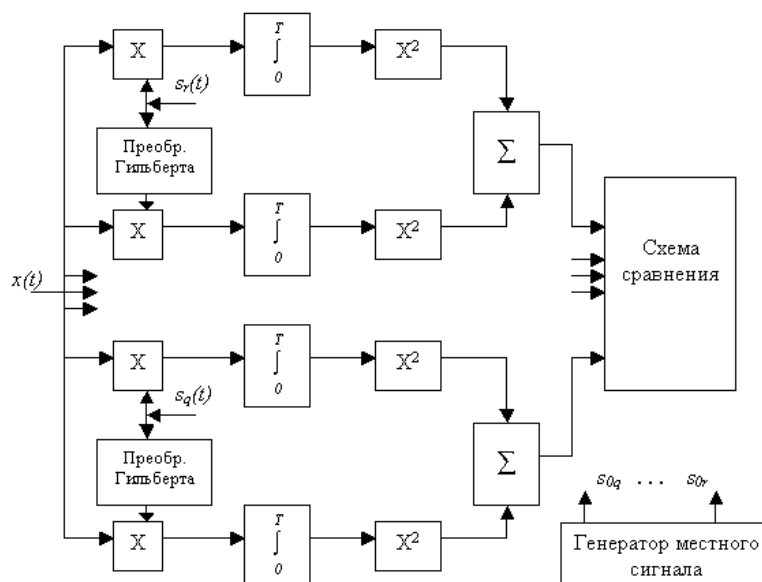 X
T
∫
0
X²
s_r(t)
Преобр.
Гильберта
Σ
X
T
∫
0
X²
Схема
сравнения
x(t)
X
T
∫
0
X²
s_q(t)
Преобр.
Гильберта
Σ
s_0q ... s_0r
X
T
∫
0
X²
Генератор местного
сигнала